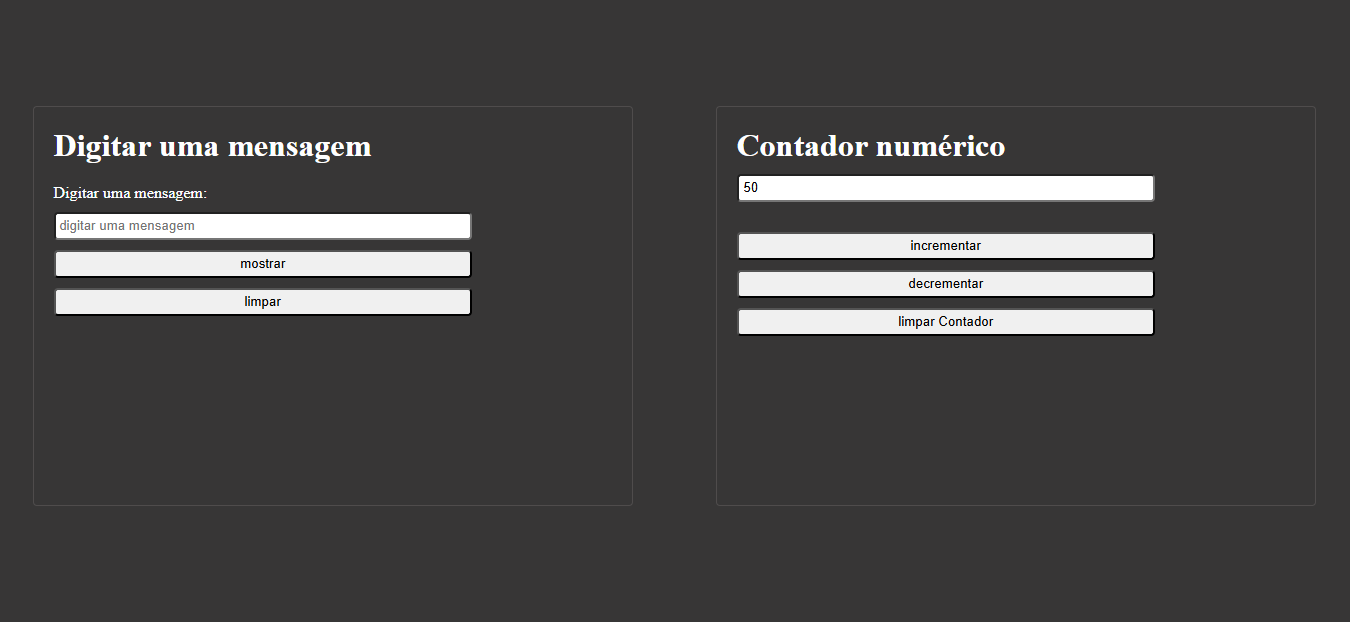 Digitar uma mensagem
Digitar uma mensagem:
digitar uma mensagem
mostrar
limpar
Contador numérico
50
incrementar
decrementar
limpar Contador